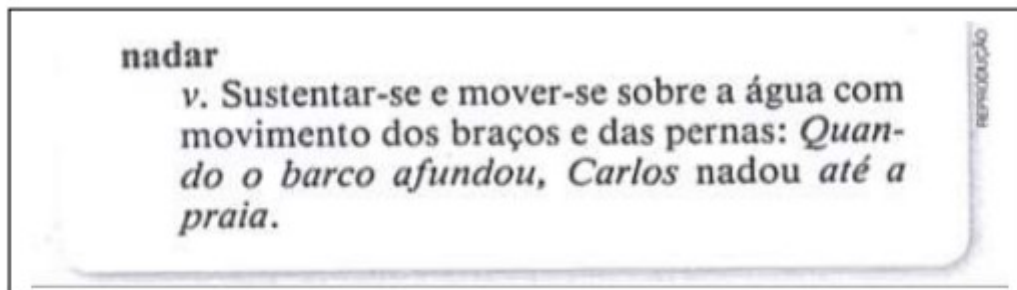 nadar
v. Sustentar-se e mover-se sobre a água com
movimento dos braços e das pernas: Quan-
do o barco afundou, Carlos nadou até a
praia.
REPRODUÇÃO